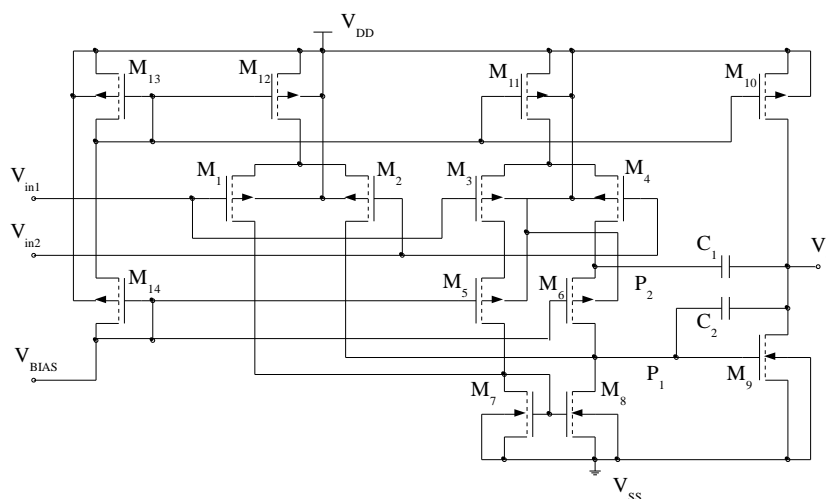 V_DD
M_13
M_12
M_11
M_10
V_in1
M_1
M_2
M_3
M_4
V_in2
C_1
V
M_14
M_5
M_6
P_2
C_2
V_BIAS
P_1
M_9
M_7
M_8
V_SS